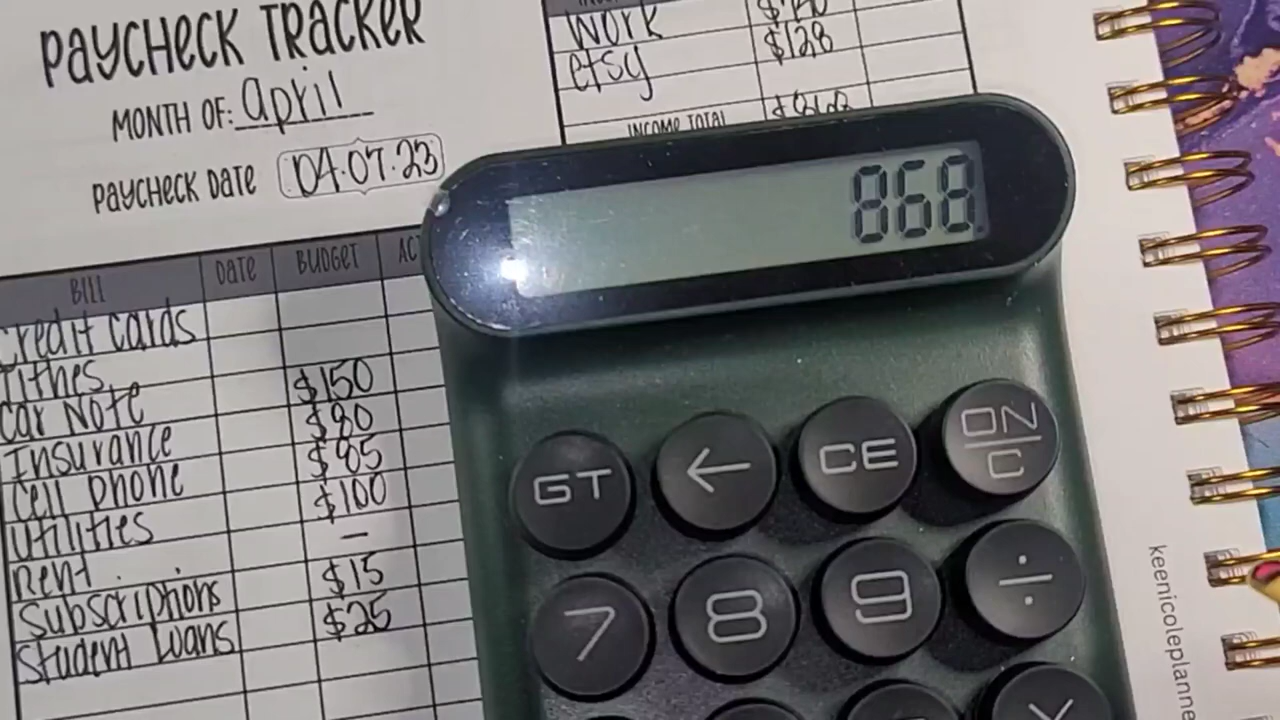 PAYCHECK TRACKER
MONTH OF: april
PAYCHECK DATE 04.07.23
work
etsy $128
INCOME TOTAL
868.
BILL DATE BUDGET
Credit Cards
Tithes $150
Car Note $80
Insurance $85
Cell phone $100
Utilities —
Rent $15
Subscriptions $25
Student Loans
GT ← CE ON/C
7 8 9 ÷
keenicoleplanne